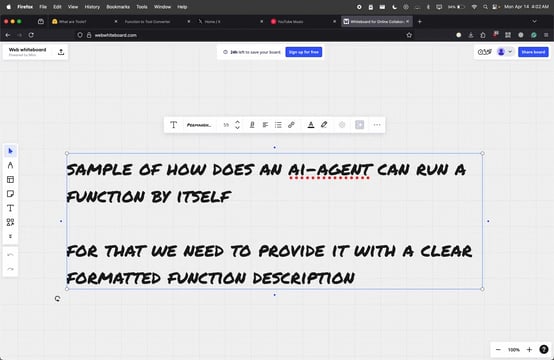 Firefox File Edit View History Bookmarks Tools Window Help
34% Mon Apr 14 4:02 AM
What are Tools?
Function to Tool Converter
Home / X
YouTube Music
Whiteboard for Online Collabor
webwhiteboard.com
Web whiteboard
Powered by Miro
24h left to save your board.
Sign up for free
Share board
Permanen...
59
SAMPLE OF HOW DOES AN AI-AGENT CAN RUN A
FUNCTION BY ITSELF
FOR THAT WE NEED TO PROVIDE IT WITH A CLEAR
FORMATTED FUNCTION DESCRIPTION
100%